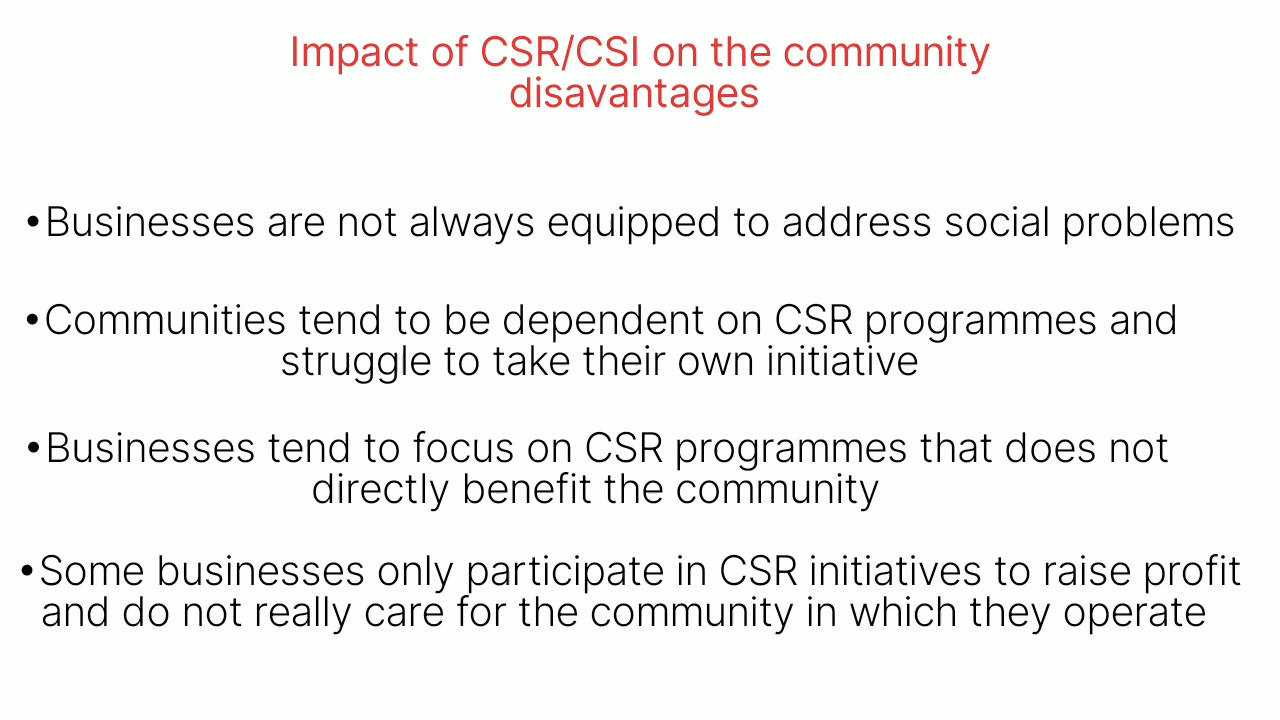 Impact of CSR/CSI on the community
disavantages
•Businesses are not always equipped to address social problems
•Communities tend to be dependent on CSR programmes and
struggle to take their own initiative
•Businesses tend to focus on CSR programmes that does not
directly benefit the community
•Some businesses only participate in CSR initiatives to raise profit
and do not really care for the community in which they operate